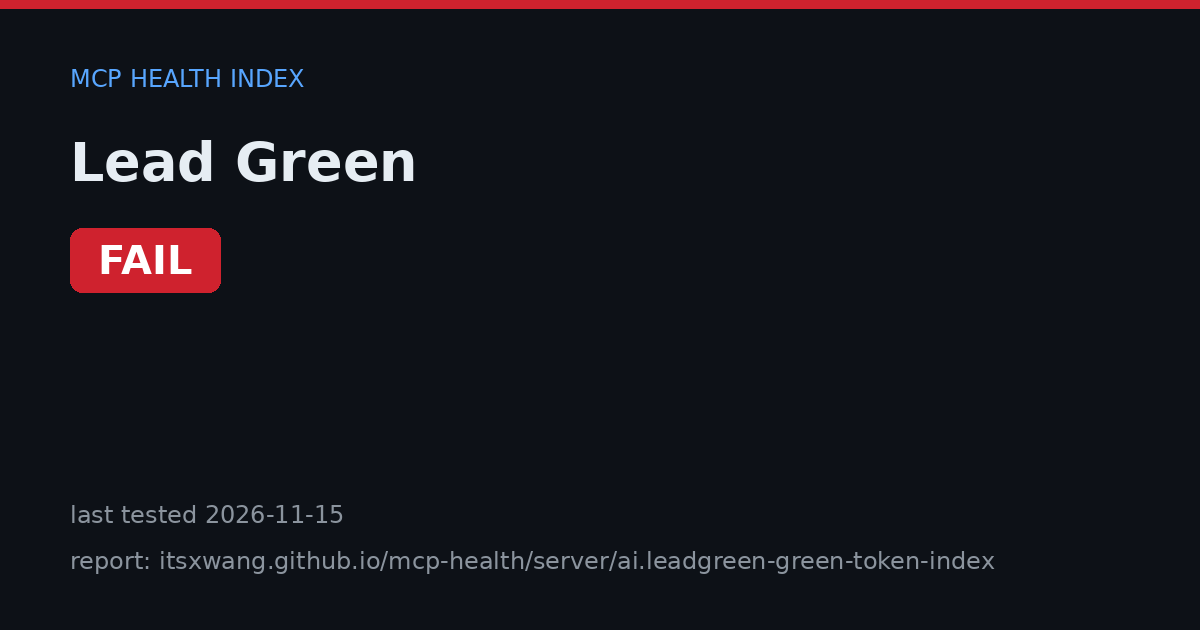 MCP HEALTH INDEX
Lead Green
FAIL
last tested 2026-11-15
report: itsxwang.github.io/mcp-health/server/ai.leadgreen-green-token-index